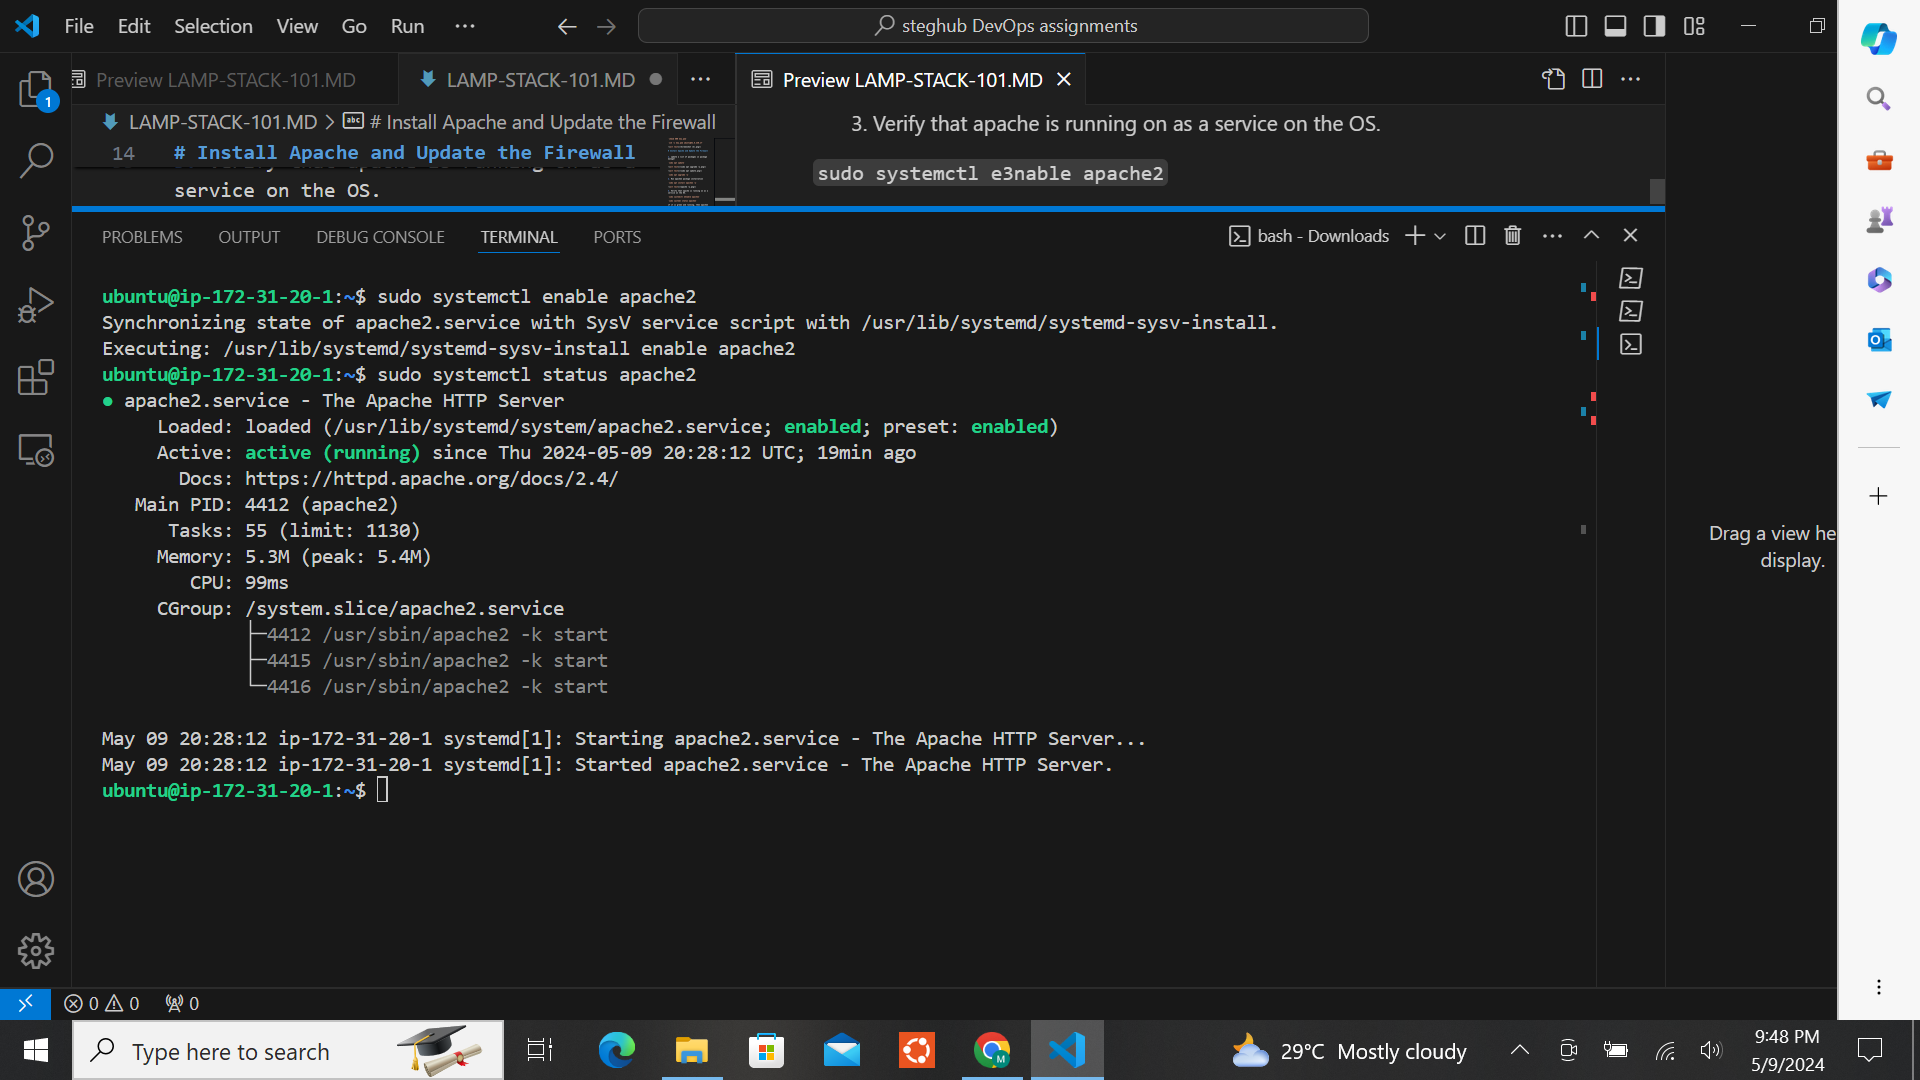 File Edit Selection View Go Run ···
steghub DevOps assignments
Preview LAMP-STACK-101.MD
LAMP-STACK-101.MD
Preview LAMP-STACK-101.MD
LAMP-STACK-101.MD > # Install Apache and Update the Firewall
14 # Install Apache and Update the Firewall
service on the OS.
3. Verify that apache is running on as a service on the OS.
sudo systemctl e3nable apache2
1
PROBLEMS OUTPUT DEBUG CONSOLE TERMINAL PORTS
bash - Downloads
ubuntu@ip-172-31-20-1:~$ sudo systemctl enable apache2
Synchronizing state of apache2.service with SysV service script with /usr/lib/systemd/systemd-sysv-install.
Executing: /usr/lib/systemd/systemd-sysv-install enable apache2
ubuntu@ip-172-31-20-1:~$ sudo systemctl status apache2
● apache2.service - The Apache HTTP Server
Loaded: loaded (/usr/lib/systemd/system/apache2.service; enabled; preset: enabled)
Active: active (running) since Thu 2024-05-09 20:28:12 UTC; 19min ago
Docs: https://httpd.apache.org/docs/2.4/
Main PID: 4412 (apache2)
Tasks: 55 (limit: 1130)
Memory: 5.3M (peak: 5.4M)
CPU: 99ms
CGroup: /system.slice/apache2.service
├─4412 /usr/sbin/apache2 -k start
├─4415 /usr/sbin/apache2 -k start
└─4416 /usr/sbin/apache2 -k start
May 09 20:28:12 ip-172-31-20-1 systemd[1]: Starting apache2.service - The Apache HTTP Server...
May 09 20:28:12 ip-172-31-20-1 systemd[1]: Started apache2.service - The Apache HTTP Server.
ubuntu@ip-172-31-20-1:~$
Drag a view he
display.
0 0 0
Type here to search
29°C Mostly cloudy
9:48 PM
5/9/2024